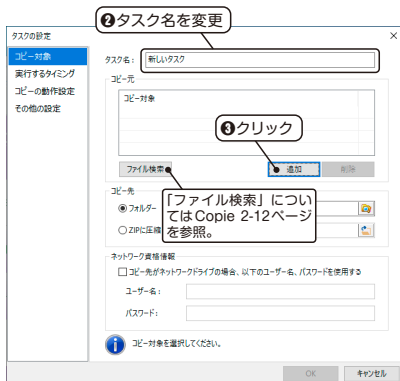 ❷タスク名を変更
タスクの設定
コピー対象
実行するタイミング
コピーの動作設定
その他の設定
タスク名： 新しいタスク
コピー元
コピー対象
❸クリック
ファイル検索 追加 削除
「ファイル検索」につい
てはCopie 2-12ページ
を参照。
コピー先
フォルダー
ZIPに圧縮
ネットワーク資格情報
コピー先がネットワークドライブの場合、以下のユーザー名、パスワードを使用する
ユーザー名：
パスワード：
コピー対象を選択してください。
OK キャンセル